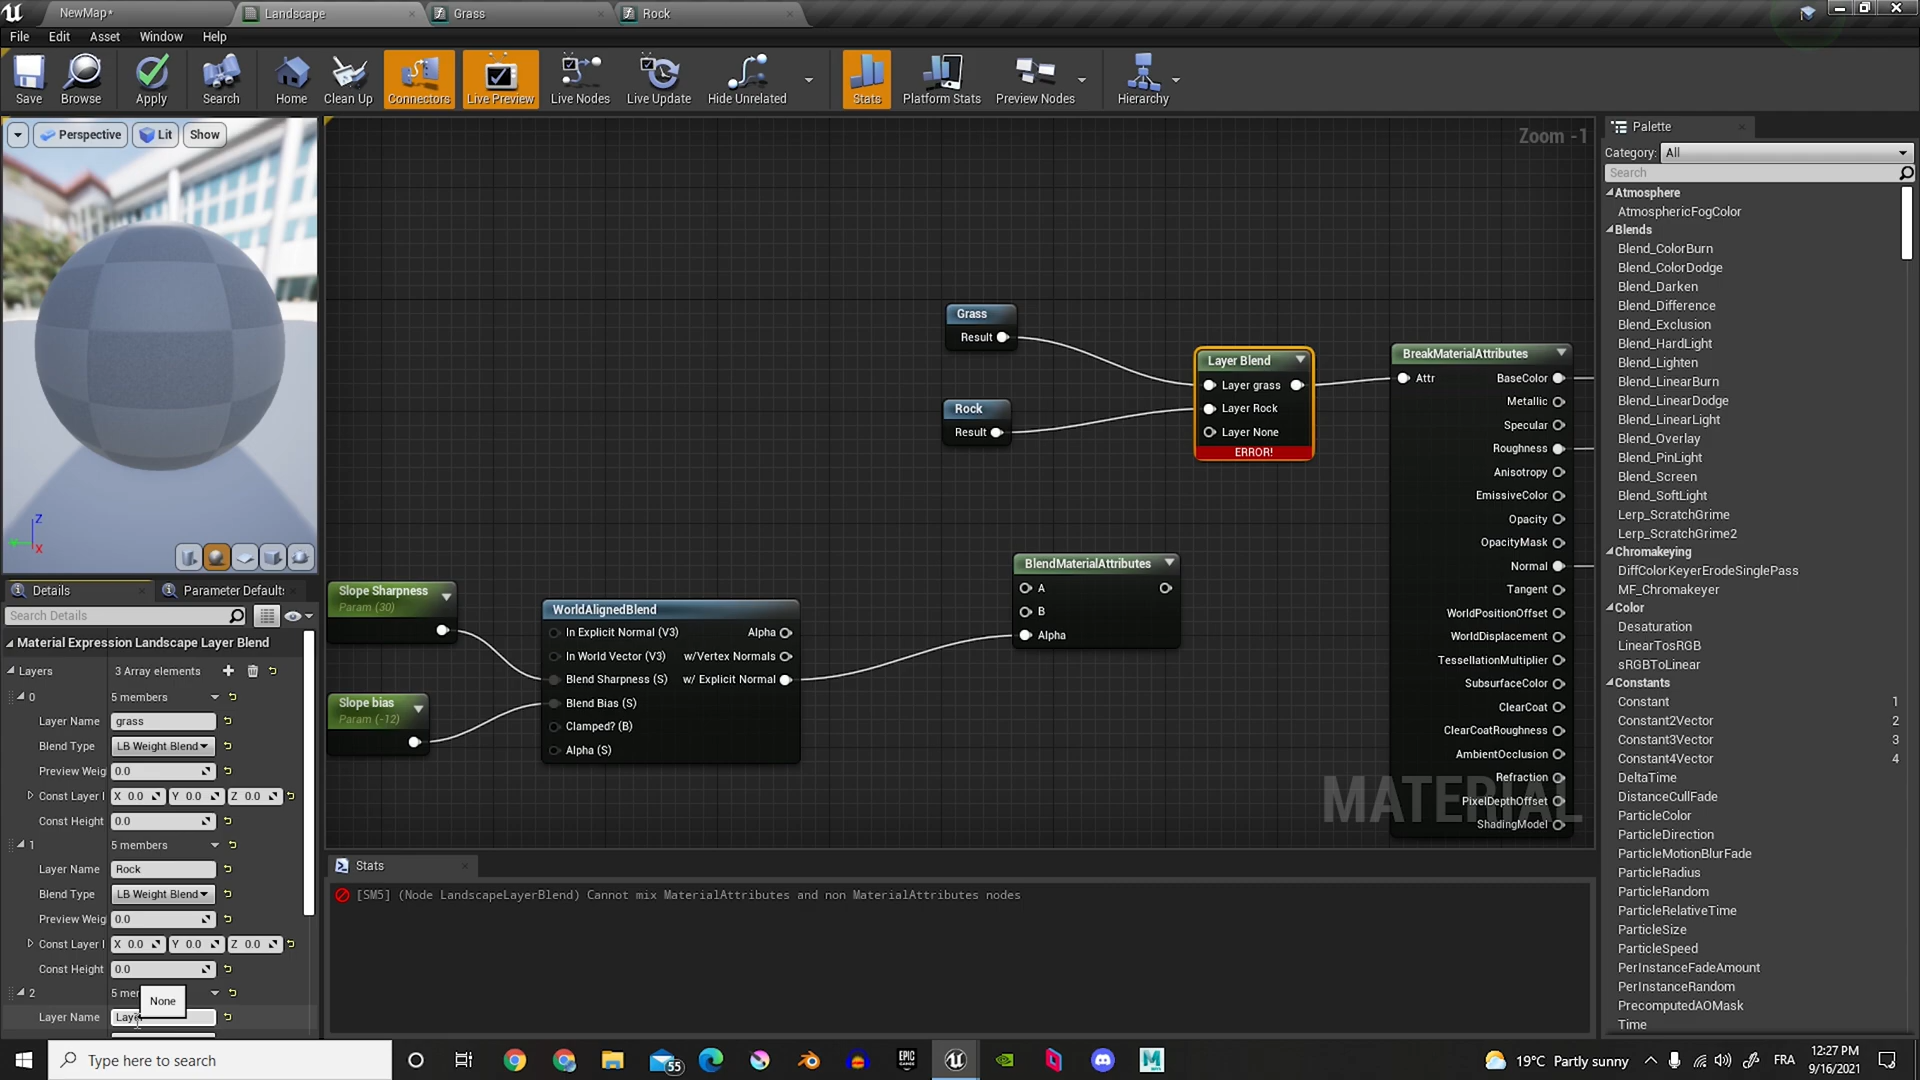 NewMap*
Landscape
Grass
Rock
File Edit Asset Window Help
Save
Browse
Apply
Search
Home
Clean Up
Connectors
Live Preview
Live Nodes
Live Update
Hide Unrelated
Stats
Platform Stats
Preview Nodes
Hierarchy
Perspective
Lit
Show
Z
X
Zoom -1
Grass
Result
Rock
Result
Layer Blend
Layer grass
Layer Rock
Layer None
ERROR!
BreakMaterialAttributes
Attr
BaseColor
Metallic
Specular
Roughness
Anisotropy
EmissiveColor
Opacity
OpacityMask
Normal
Tangent
WorldPositionOffset
WorldDisplacement
TessellationMultiplier
SubsurfaceColor
ClearCoat
ClearCoatRoughness
AmbientOcclusion
Refraction
PixelDepthOffset
ShadingModel
MATERIAL
BlendMaterialAttributes
A
B
Alpha
Slope Sharpness
Param (30)
Slope bias
Param (-12)
WorldAlignedBlend
In Explicit Normal (V3)
In World Vector (V3)
Blend Sharpness (S)
Blend Bias (S)
Clamped? (B)
Alpha (S)
Alpha
w/Vertex Normals
w/ Explicit Normal
Details
Parameter Default
Search Details
Material Expression Landscape Layer Blend
Layers 3 Array elements
0 5 members
Layer Name grass
Blend Type LB Weight Blend
Preview Weig 0.0
Const Layer I X 0.0 Y 0.0 Z 0.0
Const Height 0.0
1 5 members
Layer Name Rock
Blend Type LB Weight Blend
Preview Weig 0.0
Const Layer I X 0.0 Y 0.0 Z 0.0
Const Height 0.0
2 5 mer
None
Layer Name Laye
Stats
[SM5] (Node LandscapeLayerBlend) Cannot mix MaterialAttributes and non MaterialAttributes nodes
Palette
Category: All
Search
Atmosphere
AtmosphericFogColor
Blends
Blend_ColorBurn
Blend_ColorDodge
Blend_Darken
Blend_Difference
Blend_Exclusion
Blend_HardLight
Blend_Lighten
Blend_LinearBurn
Blend_LinearDodge
Blend_LinearLight
Blend_Overlay
Blend_PinLight
Blend_Screen
Blend_SoftLight
Lerp_ScratchGrime
Lerp_ScratchGrime2
Chromakeying
DiffColorKeyerErodeSinglePass
MF_Chromakeyer
Color
Desaturation
LinearTosRGB
sRGBToLinear
Constants
Constant 1
Constant2Vector 2
Constant3Vector 3
Constant4Vector 4
DeltaTime
DistanceCullFade
ParticleColor
ParticleDirection
ParticleMotionBlurFade
ParticleRadius
ParticleRandom
ParticleRelativeTime
ParticleSize
ParticleSpeed
PerInstanceFadeAmount
PerInstanceRandom
PrecomputedAOMask
Time
Type here to search
55
EPIC
M
19°C Partly sunny
FRA
12:27 PM
9/16/2021